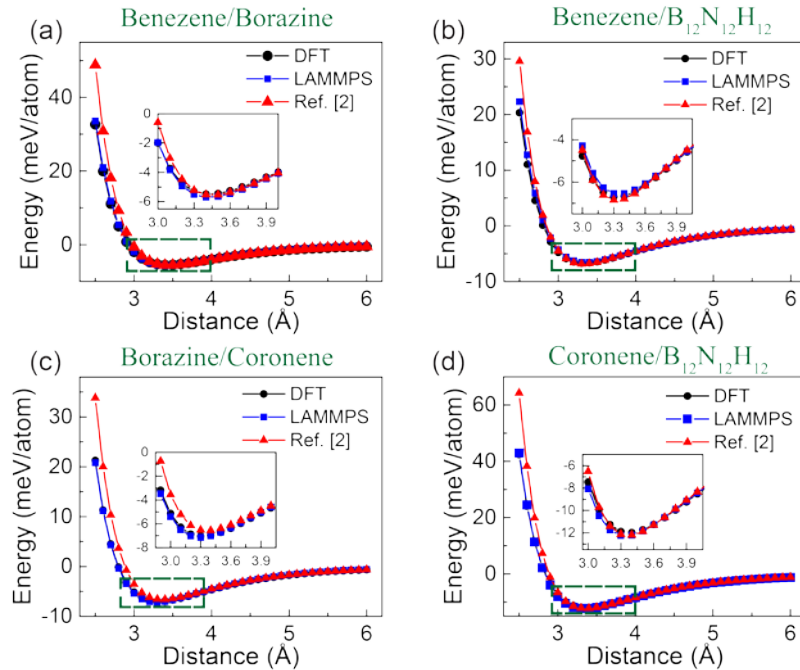 Benezene/Borazine
(a)
DFT
LAMMPS
Ref. [2]
Energy (meV/atom)
40
20
0
0
-2
-4
-6
3.0
3.3
3.6
3.9
3
4
5
6
Distance (Å)
Benezene/B₁₂N₁₂H₁₂
(b)
DFT
LAMMPS
Ref. [2]
Energy (meV/atom)
30
20
10
0
-10
-4
-6
3.0
3.3
3.6
3.9
3
4
5
6
Distance (Å)
Borazine/Coronene
(c)
DFT
LAMMPS
Ref. [2]
Energy (meV/atom)
30
20
10
0
-10
0
-2
-4
-6
-8
3.0
3.3
3.6
3.9
3
4
5
6
Distance (Å)
Coronene/B₁₂N₁₂H₁₂
(d)
DFT
LAMMPS
Ref. [2]
Energy (meV/atom)
60
40
20
0
-6
-8
-10
-12
3.0
3.3
3.6
3.9
3
4
5
6
Distance (Å)